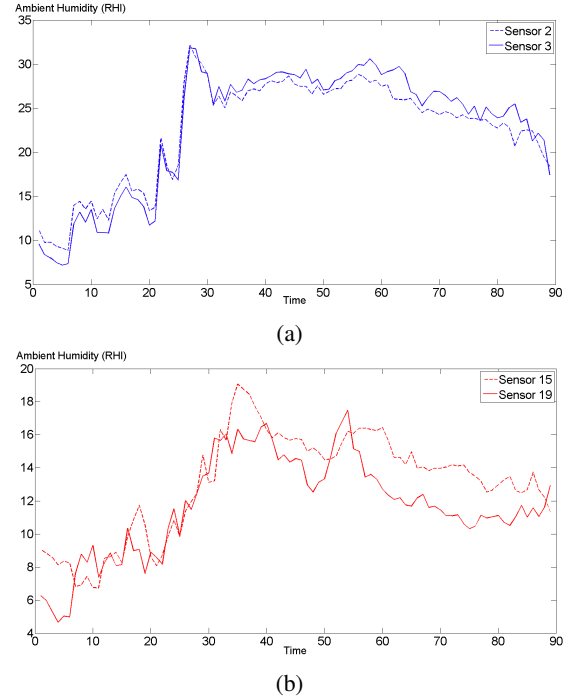 Ambient Humidity (RHI)
35
30
25
20
15
10
5
0 10 20 30 40 50 60 70 80 90
Time
Sensor 2
Sensor 3
(a)
Ambient Humidity (RHI)
20
18
16
14
12
10
8
6
4
0 10 20 30 40 50 60 70 80 90
Time
Sensor 15
Sensor 19
(b)